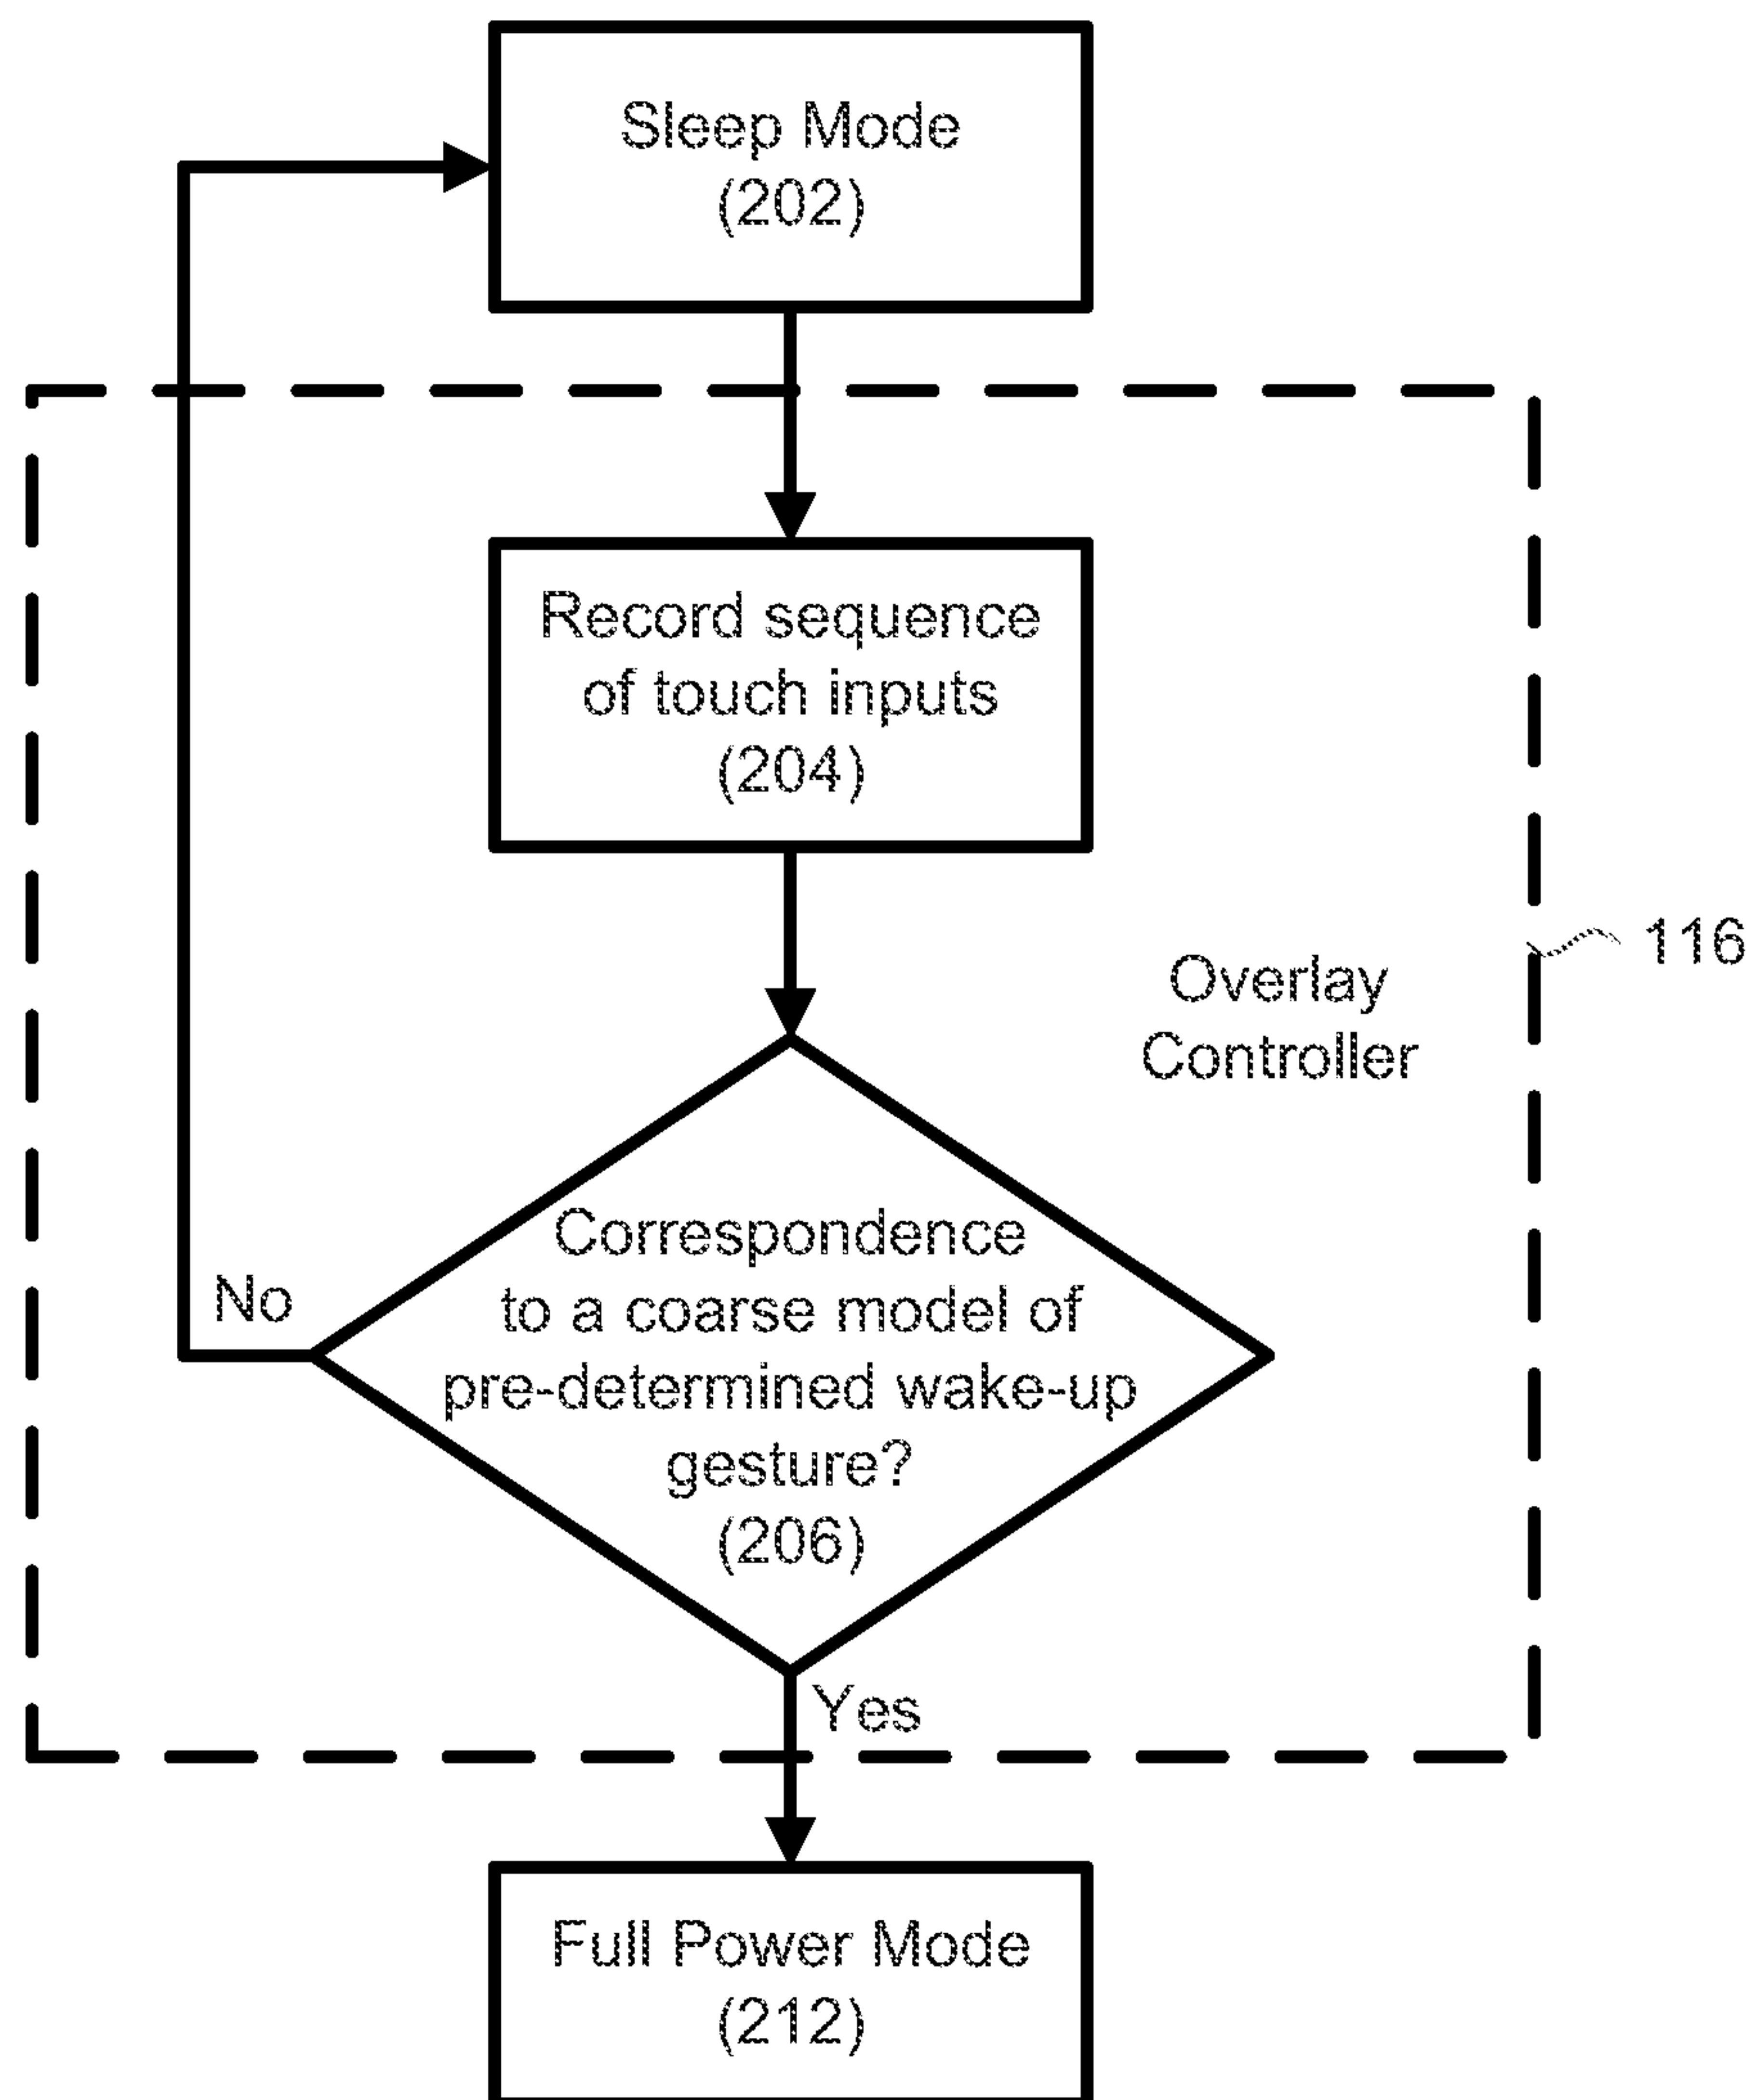 Sleep Mode
(202)
Record sequence
of touch inputs
(204)
116
Overlay
Controller
Correspondence
to a coarse model of
pre-determined wake-up
gesture?
(206)
No
Yes
Full Power Mode
(212)